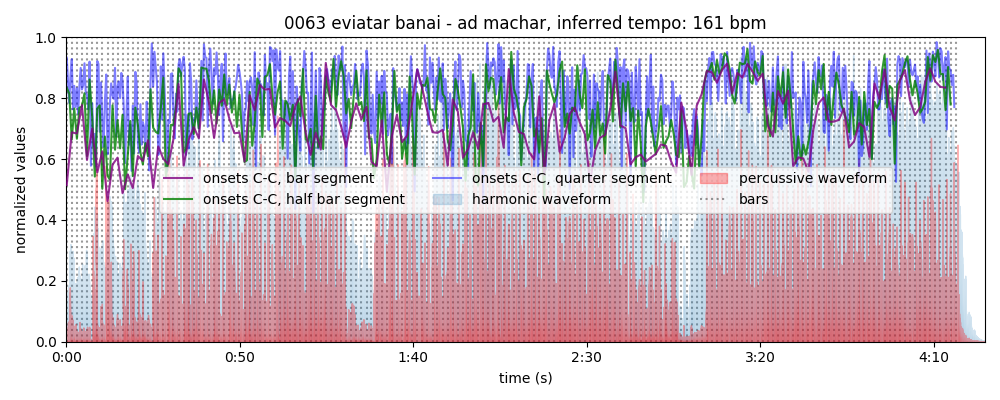 0063 eviatar banai - ad machar, inferred tempo: 161 bpm
1.0
0.8
0.6
0.4
0.2
0.0
normalized values
onsets C-C, bar segment
onsets C-C, half bar segment
onsets C-C, quarter segment
harmonic waveform
percussive waveform
bars
0:00 0:50 1:40 2:30 3:20 4:10
time (s)